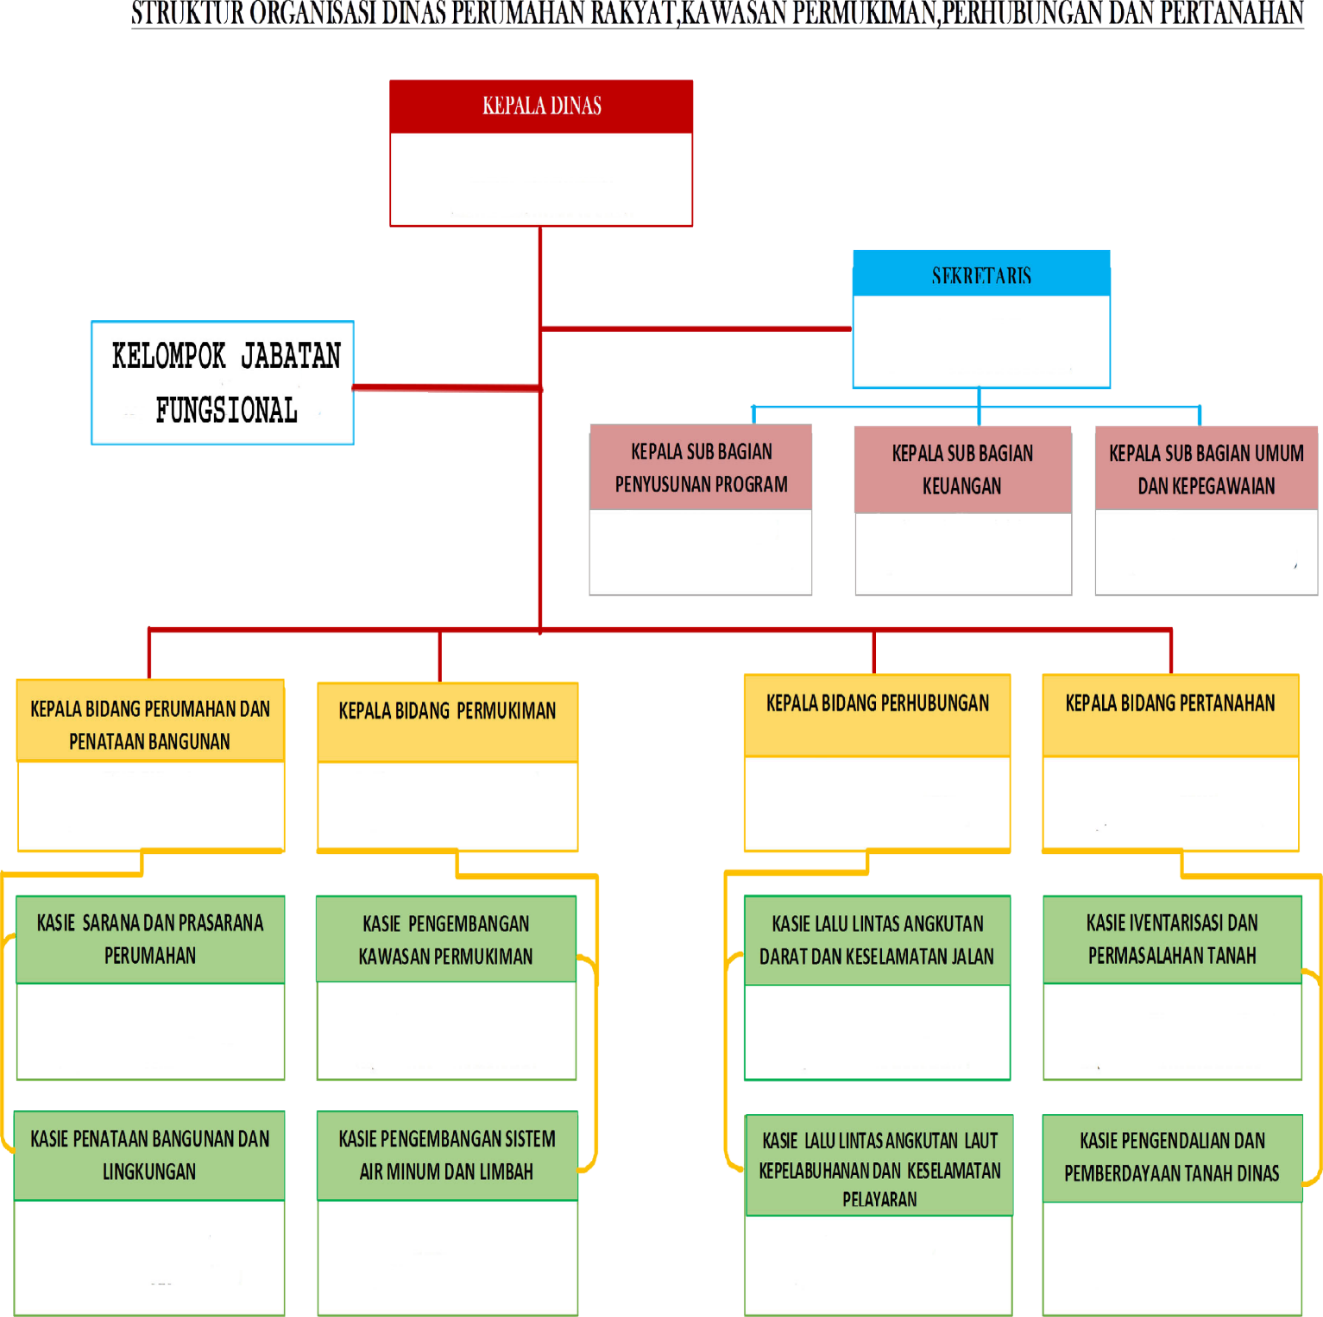 STRUKTUR ORGANISASI DINAS PERUMAHAN RAKYAT,KAWASAN PERMUKIMAN,PERHUBUNGAN DAN PERTANAHAN
KEPALA DINAS
SEKRETARIS
KELOMPOK JABATAN
FUNGSIONAL
KEPALA SUB BAGIAN
PENYUSUNAN PROGRAM
KEPALA SUB BAGIAN
KEUANGAN
KEPALA SUB BAGIAN UMUM
DAN KEPEGAWAIAN
KEPALA BIDANG PERUMAHAN DAN
PENATAAN BANGUNAN
KEPALA BIDANG PERMUKIMAN
KEPALA BIDANG PERHUBUNGAN
KEPALA BIDANG PERTANAHAN
KASIE SARANA DAN PRASARANA
PERUMAHAN
KASIE PENGEMBANGAN
KAWASAN PERMUKIMAN
KASIE LALU LINTAS ANGKUTAN
DARAT DAN KESELAMATAN JALAN
KASIE IVENTARISASI DAN
PERMASALAHAN TANAH
KASIE PENATAAN BANGUNAN DAN
LINGKUNGAN
KASIE PENGEMBANGAN SISTEM
AIR MINUM DAN LIMBAH
KASIE LALU LINTAS ANGKUTAN LAUT
KEPELABUHANAN DAN KESELAMATAN
PELAYARAN
KASIE PENGENDALIAN DAN
PEMBERDAYAAN TANAH DINAS